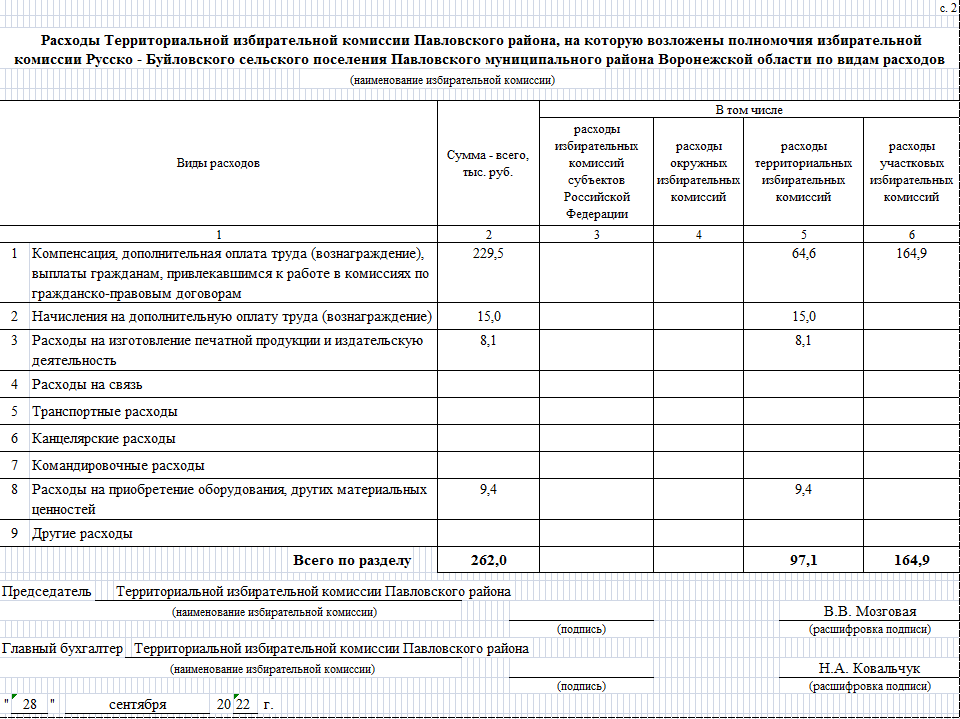 с. 2
Расходы Территориальной избирательной комиссии Павловского района, на которую возложены полномочия избирательной
комиссии Русско - Буйловского сельского поселения Павловского муниципального района Воронежской области по видам расходов
(наименование избирательной комиссии)
Виды расходов
Сумма - всего,
тыс. руб.
В том числе
расходы
избирательных
комиссий
субъектов
Российской
Федерации
расходы
окружных
избирательных
комиссий
расходы
территориальных
избирательных
комиссий
расходы
участковых
избирательных
комиссий
1 2 3 4 5 6
1 Компенсация, дополнительная оплата труда (вознаграждение), 229,5 64,6 164,9
выплаты гражданам, привлекавшимся к работе в комиссиях по
гражданско-правовым договорам
2 Начисления на дополнительную оплату труда (вознаграждение) 15,0 15,0
3 Расходы на изготовление печатной продукции и издательскую 8,1 8,1
деятельность
4 Расходы на связь
5 Транспортные расходы
6 Канцелярские расходы
7 Командировочные расходы
8 Расходы на приобретение оборудования, других материальных 9,4 9,4
ценностей
9 Другие расходы
Всего по разделу 262,0 97,1 164,9
Председатель Территориальной избирательной комиссии Павловского района
(наименование избирательной комиссии) В.В. Мозговая
(подпись) (расшифровка подписи)
Главный бухгалтер Территориальной избирательной комиссии Павловского района
(наименование избирательной комиссии) Н.А. Ковальчук
(подпись) (расшифровка подписи)
" 28 " сентября 20 22 г.